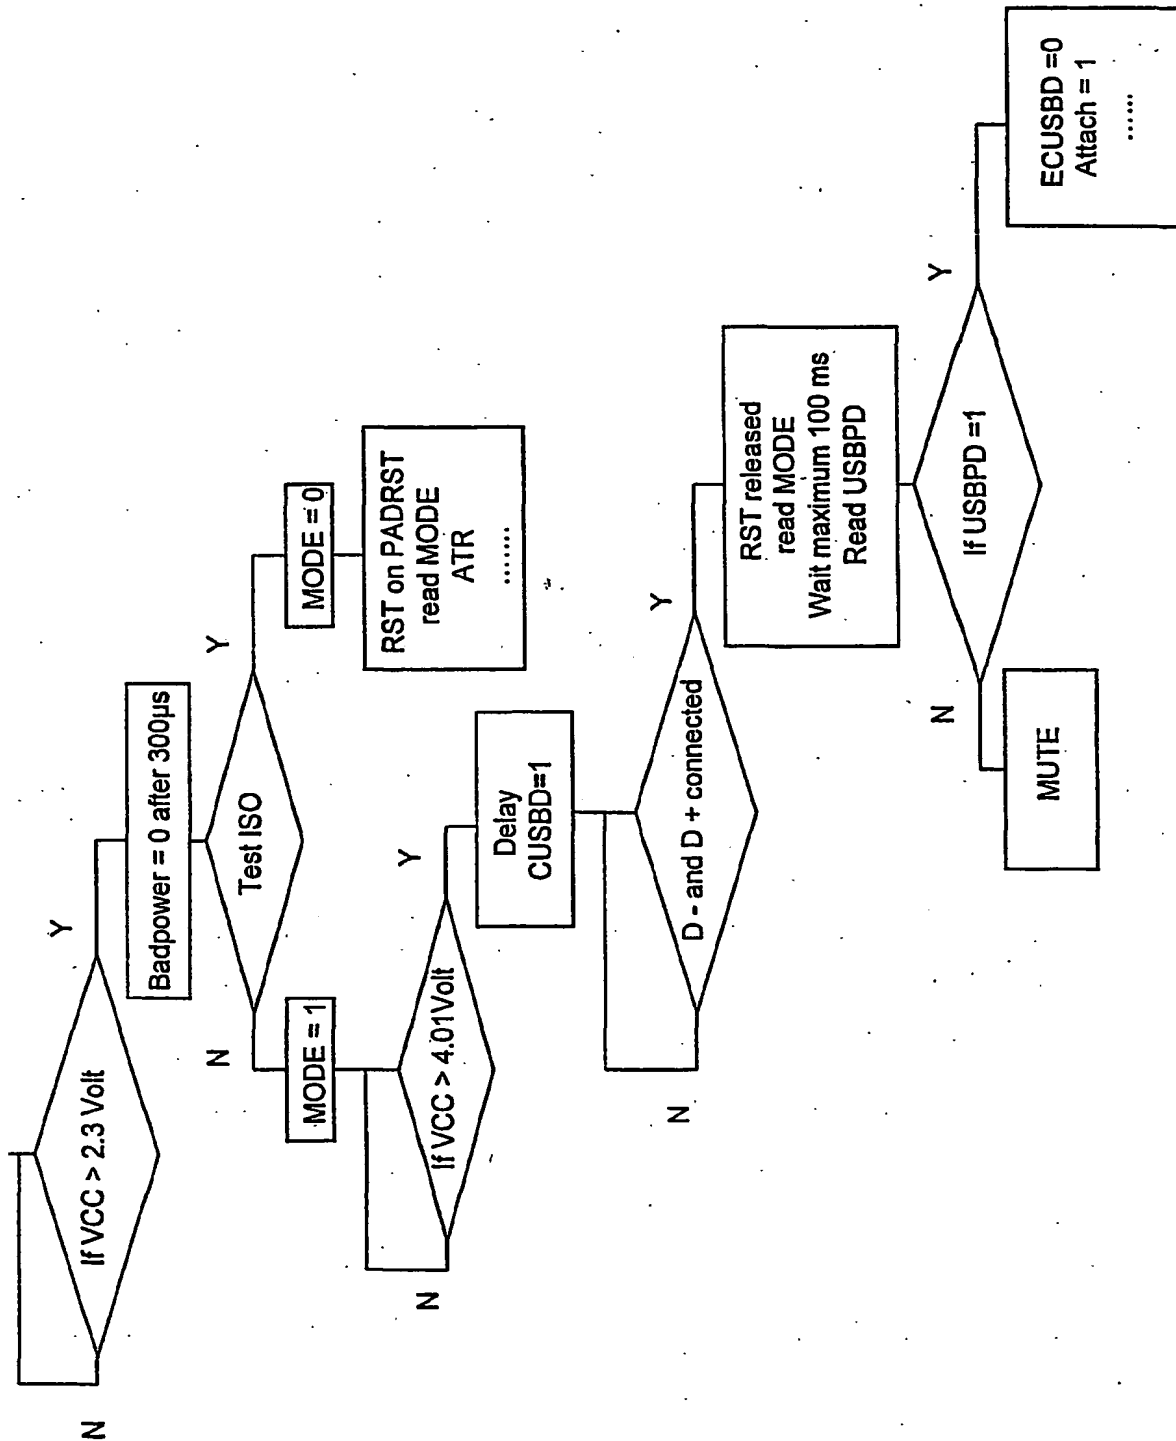 If VCC > 2.3 Volt
N
Y
Badpower = 0 after 300µs
Test ISO
N
Y
MODE = 1
MODE = 0
RST on PADRST
read MODE
ATR
.......
If VCC > 4.01Volt
N
Y
Delay
CUSBD=1
D - and D + connected
N
Y
RST released
read MODE
Wait maximum 100 ms
Read USBPD
If USBPD =1
N
Y
MUTE
ECUSBD =0
Attach = 1
......